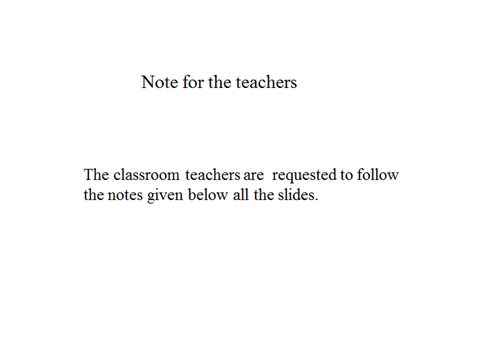 Note for the teachers
The classroom teachers are requested to follow
the notes given below all the slides.